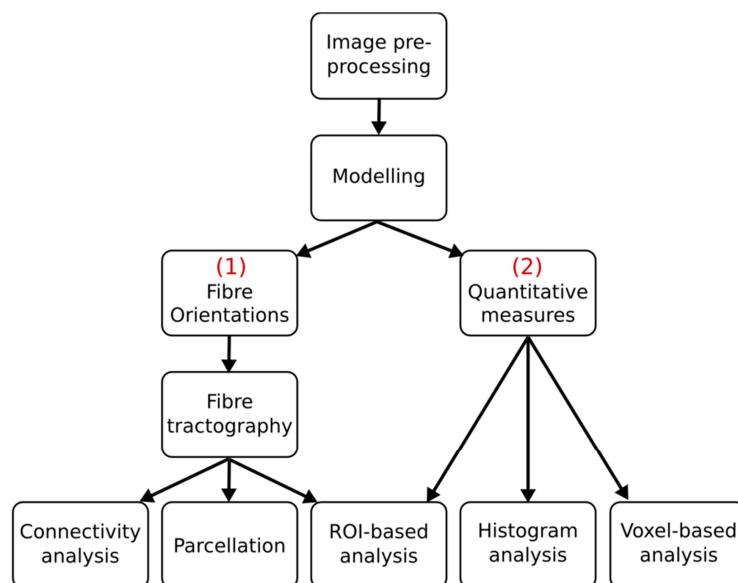 Image pre-
processing
Modelling
(1)
Fibre
Orientations
(2)
Quantitative
measures
Fibre
tractography
Connectivity
analysis
Parcellation
ROI-based
analysis
Histogram
analysis
Voxel-based
analysis